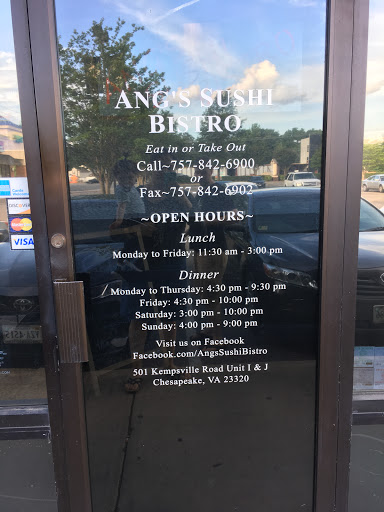 ANG'S SUSHI
BISTRO
Eat in or Take Out
Call~757-842-6900
or
Fax~757-842-6902
~OPEN HOURS~
Lunch
Monday to Friday: 11:30 am - 3:00 pm
Dinner
Monday to Thursday: 4:30 pm - 9:30 pm
Friday: 4:30 pm - 10:00 pm
Saturday: 3:00 pm - 10:00 pm
Sunday: 4:00 pm - 9:00 pm
Visit us on Facebook
Facebook.com/AngsSushiBistro
501 Kempsville Road Unit I & J
Chesapeake, VA 23320
DISCOVER
MasterCard
VISA